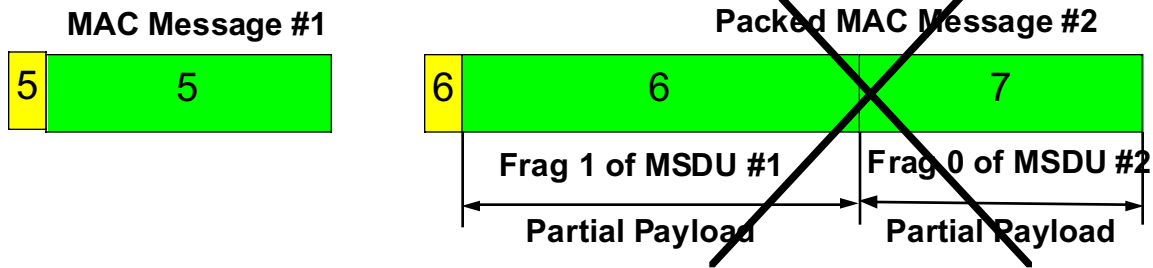 MAC Message #1
Packed MAC Message #2
5 5
6 6 7
Frag 1 of MSDU #1
Frag 0 of MSDU #2
Partial Payload
Partial Payload